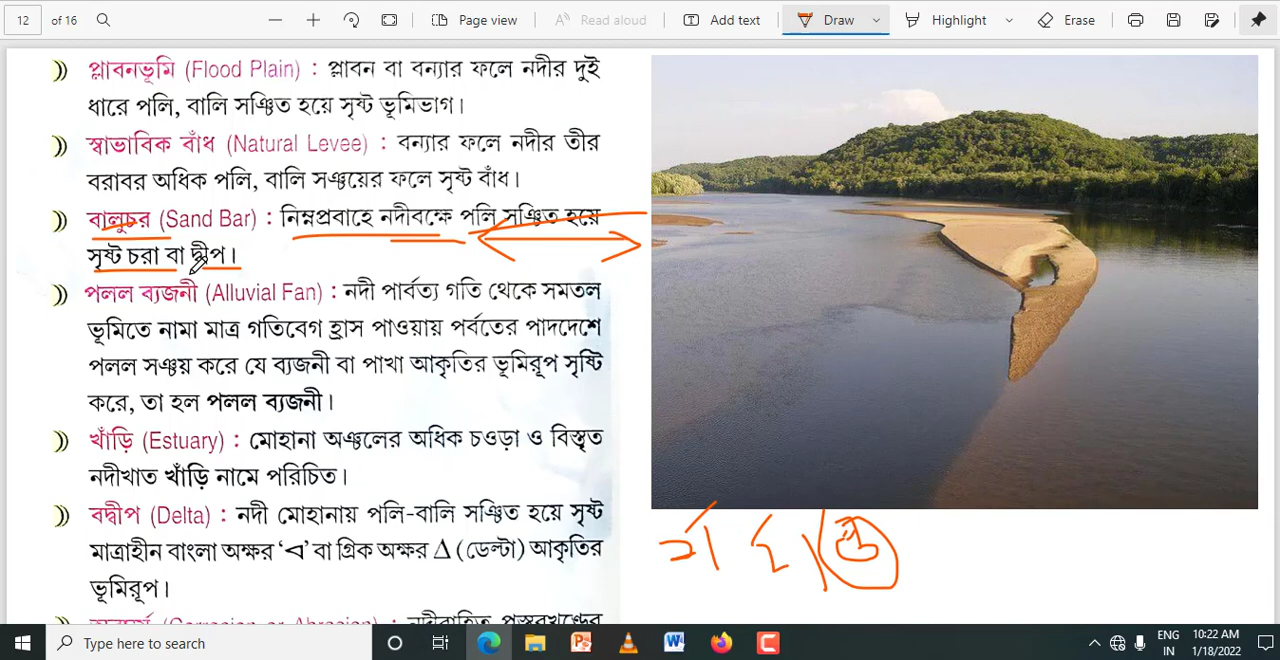 12 of 16 Page view Read aloud Add text Draw Highlight Erase
প্লাবনভূমি (Flood Plain) : প্লাবন বা বন্যার ফলে নদীর দুই
ধারে পলি, বালি সঞ্চিত হয়ে সৃষ্ট ভূমিভাগ।
স্বাভাবিক বাঁধ (Natural Levee) : বন্যার ফলে নদীর তীর
বরাবর অধিক পলি, বালি সঞ্চয়ের ফলে সৃষ্ট বাঁধ।
বালুচর (Sand Bar) : নিম্নপ্রবাহে নদীবক্ষে পলি সঞ্চিত হয়ে
সৃষ্ট চরা বা দ্বীপ।
পলল ব্যজনী (Alluvial Fan) : নদী পার্বত্য গতি থেকে সমতল
ভূমিতে নামা মাত্র গতিবেগ হ্রাস পাওয়ায় পর্বতের পাদদেশে
পলল সঞ্চয় করে যে ব্যজনী বা পাখা আকৃতির ভূমিরূপ সৃষ্টি
করে, তা হল পলল ব্যজনী।
খাঁড়ি (Estuary) : মোহানা অঞ্চলের অধিক চওড়া ও বিস্তৃত
নদীখাত খাঁড়ি নামে পরিচিত।
বদ্বীপ (Delta) : নদী মোহানায় পলি-বালি সঞ্চিত হয়ে সৃষ্ট
মাত্রাহীন বাংলা অক্ষর ‘ব’ বা গ্রিক অক্ষর Δ (ডেল্টা) আকৃতির
ভূমিরূপ।
Type here to search ENG 10:22 AM
IN 1/18/2022